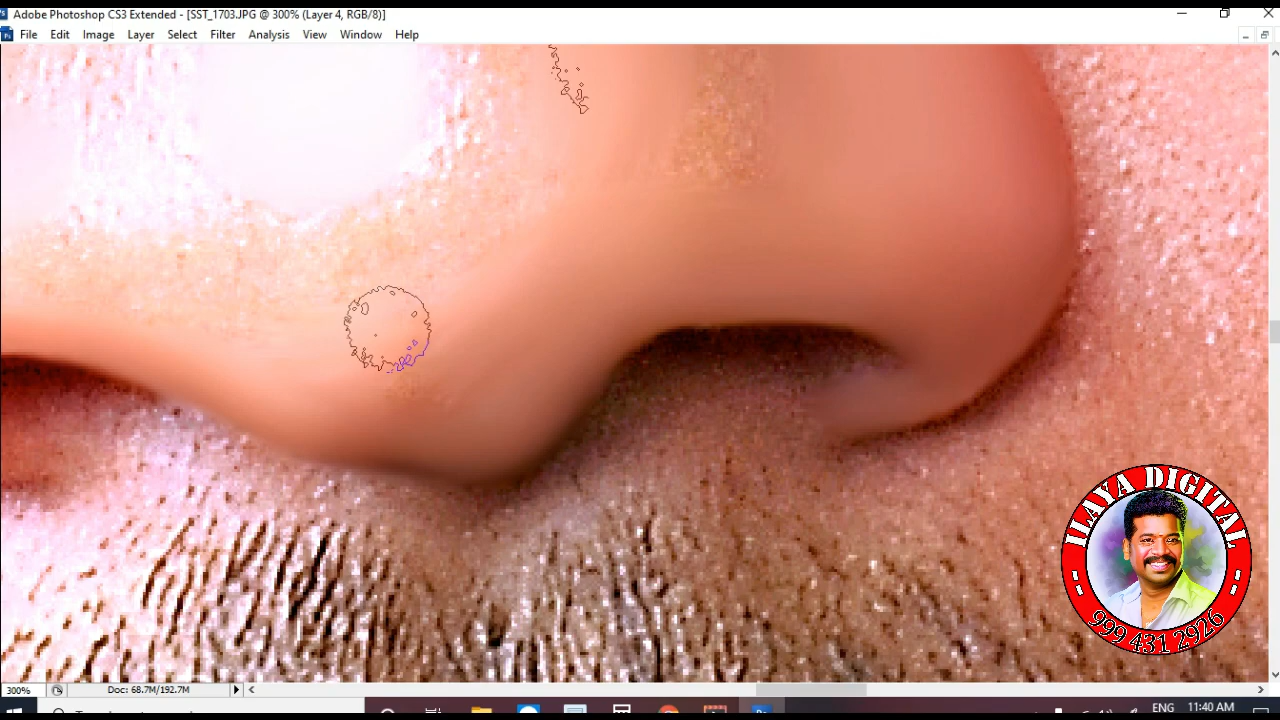 Adobe Photoshop CS3 Extended - [SST_1703.JPG @ 300% (Layer 4, RGB/8)]
File Edit Image Layer Select Filter Analysis View Window Help
ILAYA DIGITAL
999 431 2926
300% Doc: 68.7M/192.7M
ENG 11:40 AM